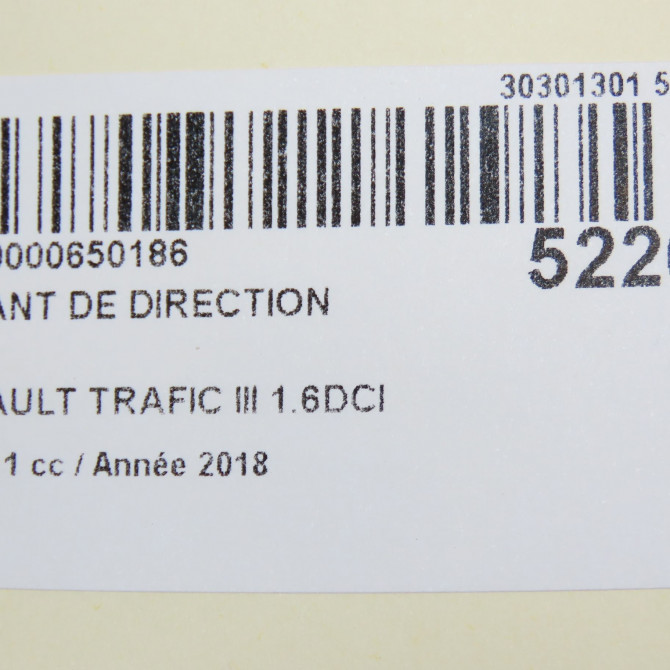 30301301 5
0000650186
522
ANT DE DIRECTION
AULT TRAFIC III 1.6DCI
1 cc / Année 2018